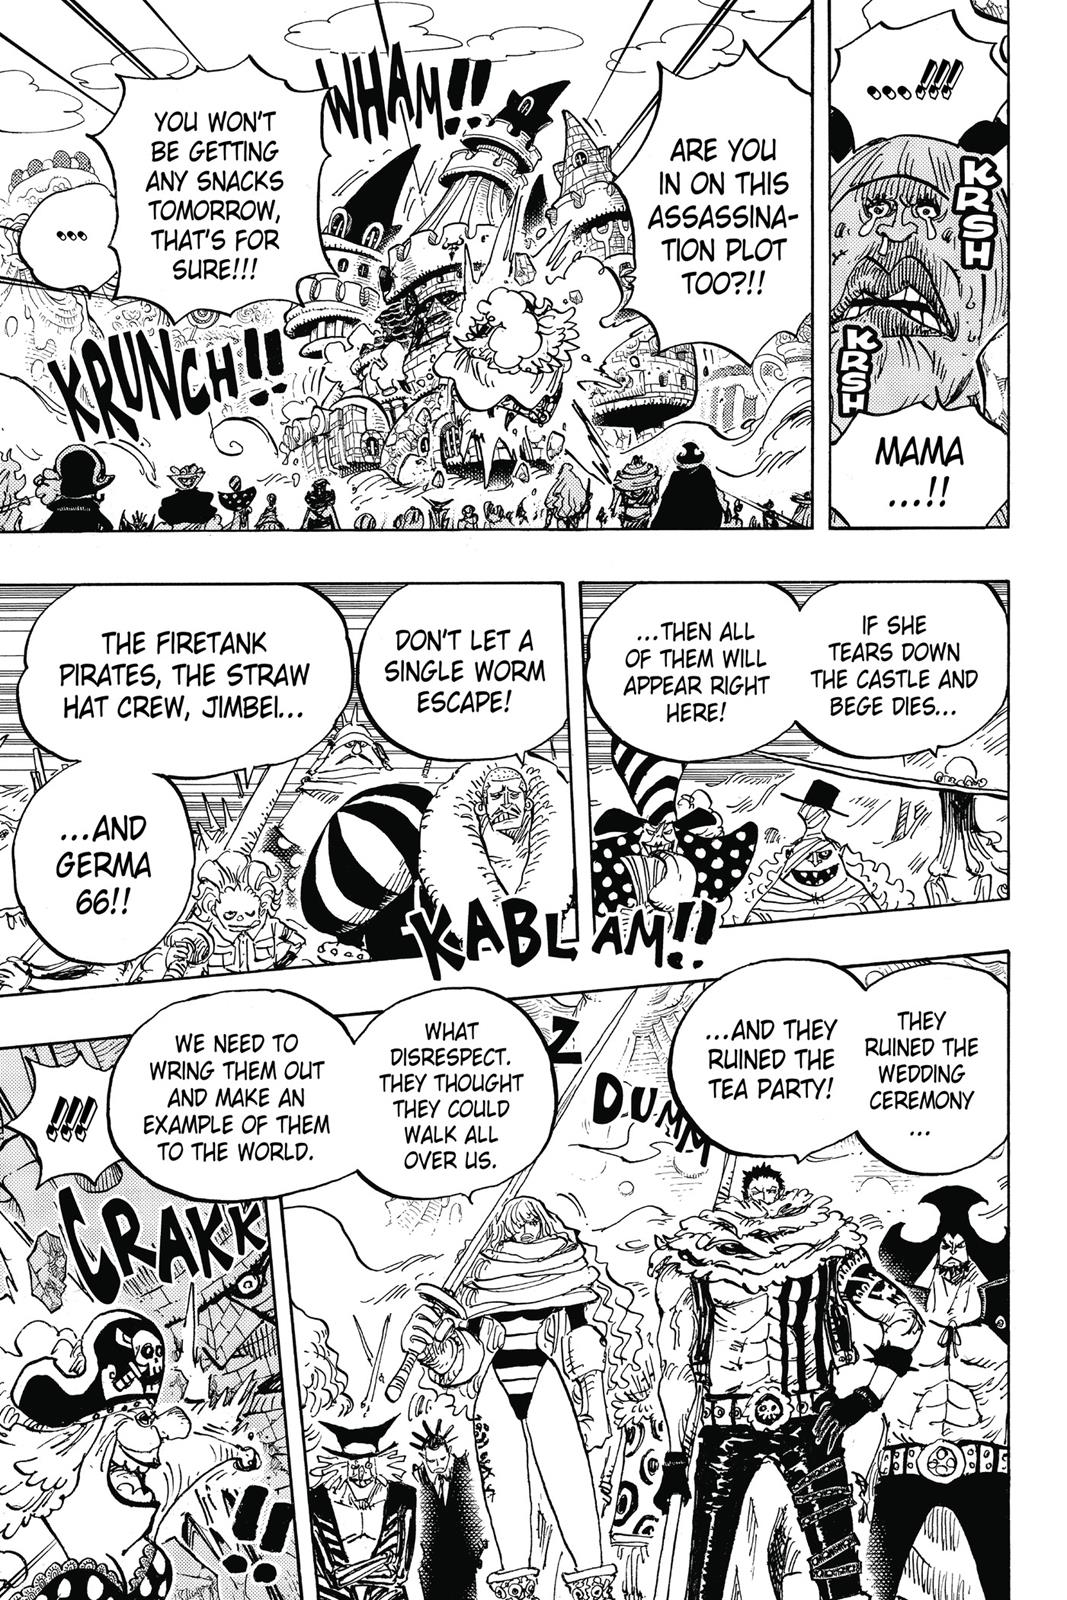 ...!!!
KRSH
KRSH
MAMA
...!!
ARE YOU
IN ON THIS
ASSASSINA-
TION PLOT
TOO?!!
WHAM!!
YOU WON'T
BE GETTING
ANY SNACKS
TOMORROW,
THAT'S FOR
SURE!!!
...
KRUNCH!!
IF SHE
TEARS DOWN
THE CASTLE AND
BEGE DIES...
...THEN ALL
OF THEM WILL
APPEAR RIGHT
HERE!
DON'T LET A
SINGLE WORM
ESCAPE!
THE FIRETANK
PIRATES, THE STRAW
HAT CREW, JIMBEI...
...AND
GERMA
66!!
KABLAM!!
THEY
RUINED THE
WEDDING
CEREMONY
...
...AND THEY
RUINED THE
TEA PARTY!
DUMM
Z
WHAT
DISRESPECT.
THEY THOUGHT
THEY COULD
WALK ALL
OVER US.
WE NEED TO
WRING THEM OUT
AND MAKE AN
EXAMPLE OF THEM
TO THE WORLD.
!!!
CRAKK
!!